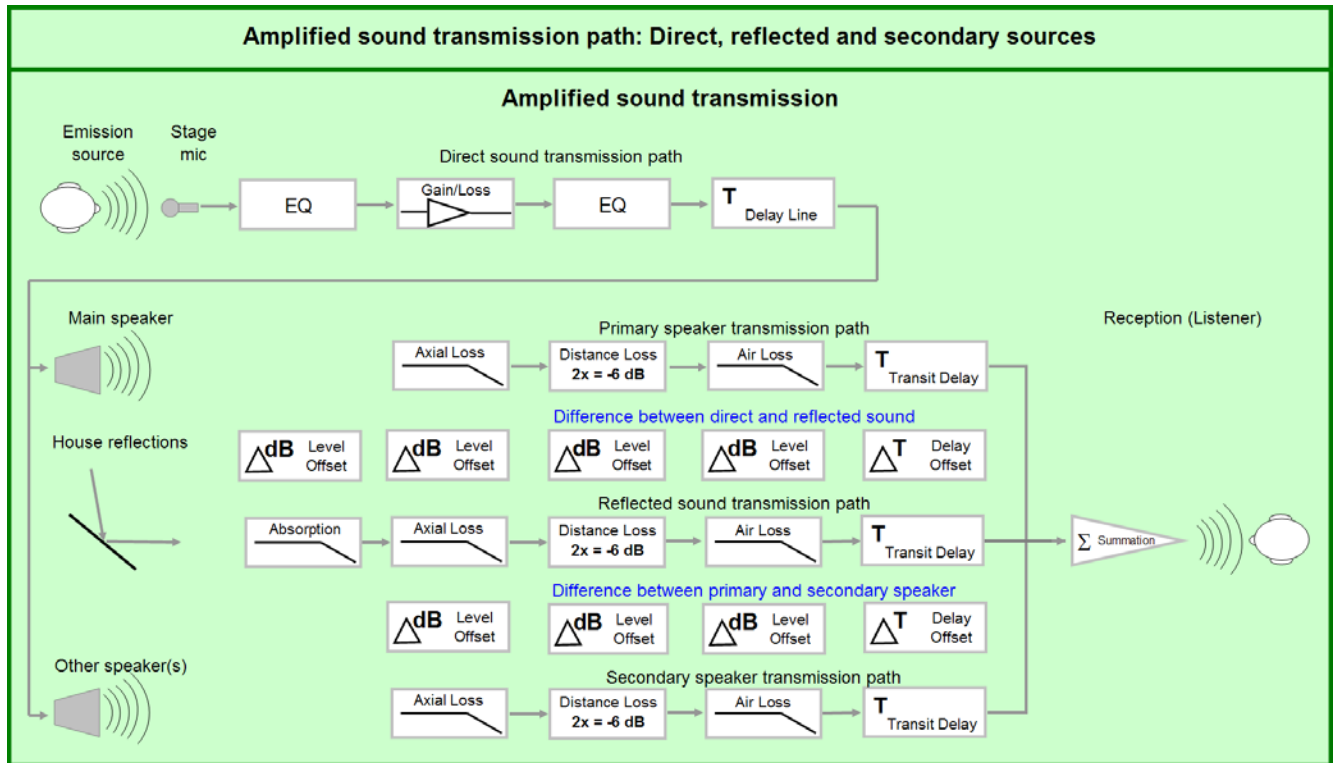 Amplified sound transmission path: Direct, reflected and secondary sources
Amplified sound transmission
Emission
source
Stage
mic
Direct sound transmission path
EQ
Gain/Loss
EQ
T
Delay Line
Main speaker
Primary speaker transmission path
Reception (Listener)
Axial Loss
Distance Loss
2x = -6 dB
Air Loss
T
Transit Delay
Difference between direct and reflected sound
House reflections
△dB Level
Offset
△dB Level
Offset
△dB Level
Offset
△dB Level
Offset
△T Delay
Offset
Reflected sound transmission path
Absorption
Axial Loss
Distance Loss
2x = -6 dB
Air Loss
T
Transit Delay
Σ Summation
Difference between primary and secondary speaker
△dB Level
Offset
△dB Level
Offset
△dB Level
Offset
△T Delay
Offset
Other speaker(s)
Secondary speaker transmission path
Axial Loss
Distance Loss
2x = -6 dB
Air Loss
T
Transit Delay